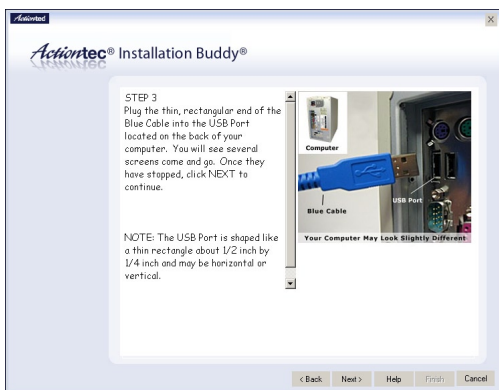 Actiontec
Actiontec® Installation Buddy®
STEP 3
Plug the thin, rectangular end of the
Blue Cable into the USB Port
located on the back of your
computer. You will see several
screens come and go. Once they
have stopped, click NEXT to
continue.
NOTE: The USB Port is shaped like
a thin rectangle about 1/2 inch by
1/4 inch and may be horizontal or
vertical.
Computer
USB Port
Blue Cable
Your Computer May Look Slightly Different
< Back Next > Help Finish Cancel